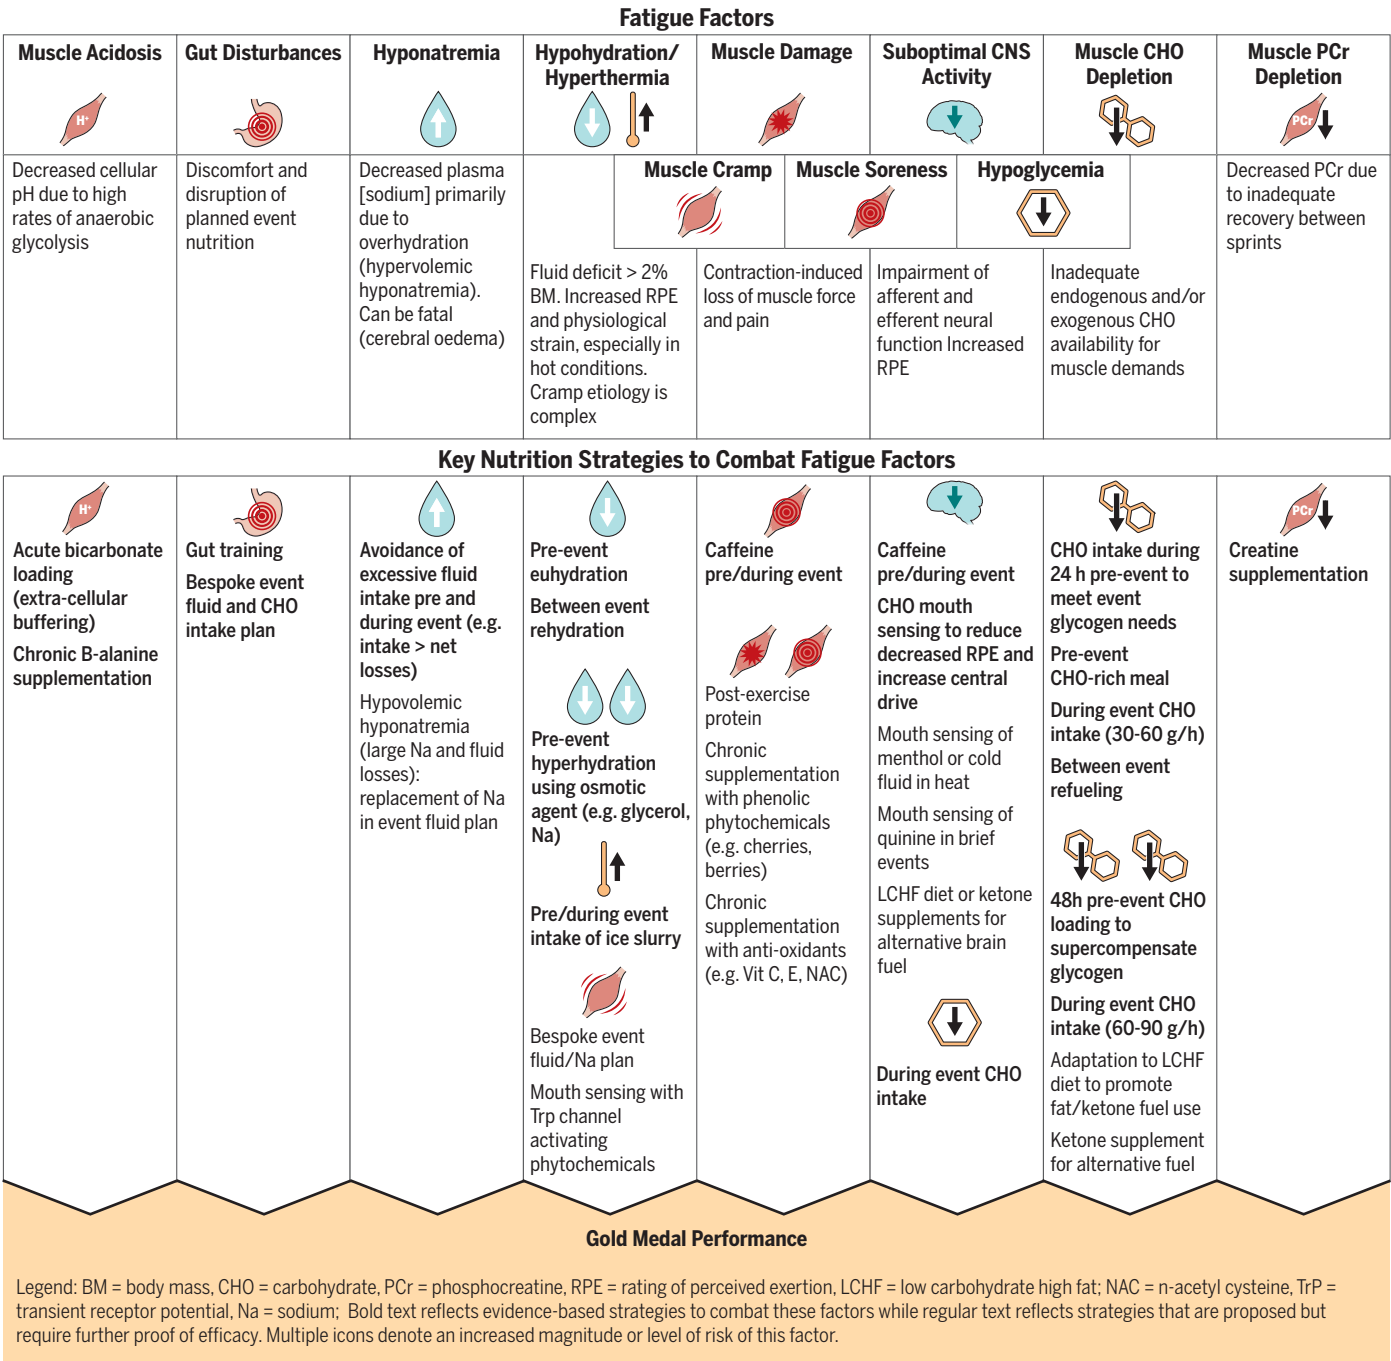 Fatigue Factors
Muscle Acidosis
H+
Decreased cellular
pH due to high
rates of anaerobic
glycolysis
Gut Disturbances
Discomfort and
disruption of
planned event
nutrition
Hyponatremia
Decreased plasma
[sodium] primarily
due to
overhydration
(hypervolemic
hyponatremia).
Can be fatal
(cerebral oedema)
Hypohydration/
Hyperthermia
Muscle Cramp
Fluid deficit > 2%
BM. Increased RPE
and physiological
strain, especially in
hot conditions.
Cramp etiology is
complex
Muscle Damage
Muscle Soreness
Contraction-induced
loss of muscle force
and pain
Suboptimal CNS
Activity
Hypoglycemia
Impairment of
afferent and
efferent neural
function Increased
RPE
Muscle CHO
Depletion
Inadequate
endogenous and/or
exogenous CHO
availability for
muscle demands
Muscle PCr
Depletion
PCr
Decreased PCr due
to inadequate
recovery between
sprints
Key Nutrition Strategies to Combat Fatigue Factors
H+
Acute bicarbonate
loading
(extra-cellular
buffering)
Chronic B-alanine
supplementation
Gut training
Bespoke event
fluid and CHO
intake plan
Avoidance of
excessive fluid
intake pre and
during event (e.g.
intake > net
losses)
Hypovolemic
hyponatremia
(large Na and fluid
losses):
replacement of Na
in event fluid plan
Pre-event
euhydration
Between event
rehydration
Pre-event
hyperhydration
using osmotic
agent (e.g. glycerol,
Na)
Pre/during event
intake of ice slurry
Bespoke event
fluid/Na plan
Mouth sensing with
Trp channel
activating
phytochemicals
Caffeine
pre/during event
Post-exercise
protein
Chronic
supplementation
with phenolic
phytochemicals
(e.g. cherries,
berries)
Chronic
supplementation
with anti-oxidants
(e.g. Vit C, E, NAC)
Caffeine
pre/during event
CHO mouth
sensing to reduce
decreased RPE and
increase central
drive
Mouth sensing of
menthol or cold
fluid in heat
Mouth sensing of
quinine in brief
events
LCHF diet or ketone
supplements for
alternative brain
fuel
During event CHO
intake
CHO intake during
24 h pre-event to
meet event
glycogen needs
Pre-event
CHO-rich meal
During event CHO
intake (30-60 g/h)
Between event
refueling
48h pre-event CHO
loading to
supercompensate
glycogen
During event CHO
intake (60-90 g/h)
Adaptation to LCHF
diet to promote
fat/ketone fuel use
Ketone supplement
for alternative fuel
PCr
Creatine
supplementation
Gold Medal Performance
Legend: BM = body mass, CHO = carbohydrate, PCr = phosphocreatine, RPE = rating of perceived exertion, LCHF = low carbohydrate high fat; NAC = n-acetyl cysteine, TrP =
transient receptor potential, Na = sodium; Bold text reflects evidence-based strategies to combat these factors while regular text reflects strategies that are proposed but
require further proof of efficacy. Multiple icons denote an increased magnitude or level of risk of this factor.